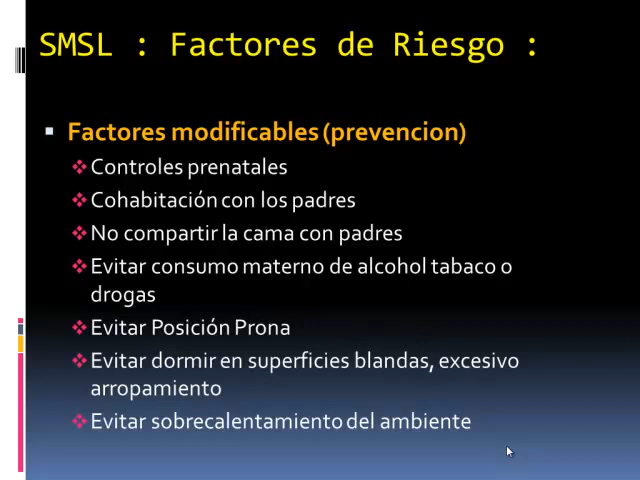 SMSL : Factores de Riesgo :
Factores modificables (prevencion)
Controles prenatales
Cohabitación con los padres
No compartir la cama con padres
Evitar consumo materno de alcohol tabaco o
drogas
Evitar Posición Prona
Evitar dormir en superficies blandas, excesivo
arropamiento
Evitar sobrecalentamiento del ambiente